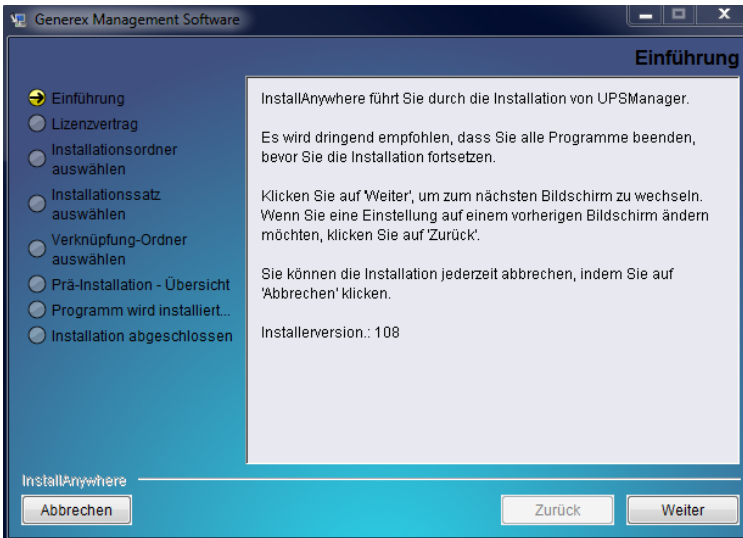 Generex Management Software
Einführung
Einführung
Lizenzvertrag
Installationsordner
auswählen
Installationssatz
auswählen
Verknüpfung-Ordner
auswählen
Prä-Installation - Übersicht
Programm wird installiert...
Installation abgeschlossen
InstallAnywhere führt Sie durch die Installation von UPSManager.
Es wird dringend empfohlen, dass Sie alle Programme beenden,
bevor Sie die Installation fortsetzen.
Klicken Sie auf 'Weiter', um zum nächsten Bildschirm zu wechseln.
Wenn Sie eine Einstellung auf einem vorherigen Bildschirm ändern
möchten, klicken Sie auf 'Zurück'.
Sie können die Installation jederzeit abbrechen, indem Sie auf
'Abbrechen' klicken.
Installerversion.: 108
InstallAnywhere
Abbrechen
Zurück
Weiter